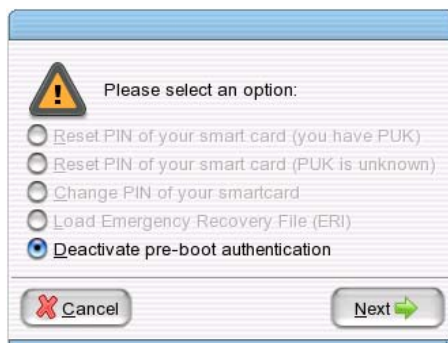 Please select an option:
Reset PIN of your smart card (you have PUK)
Reset PIN of your smart card (PUK is unknown)
Change PIN of your smartcard
Load Emergency Recovery File (ERI)
Deactivate pre-boot authentication
Cancel
Next